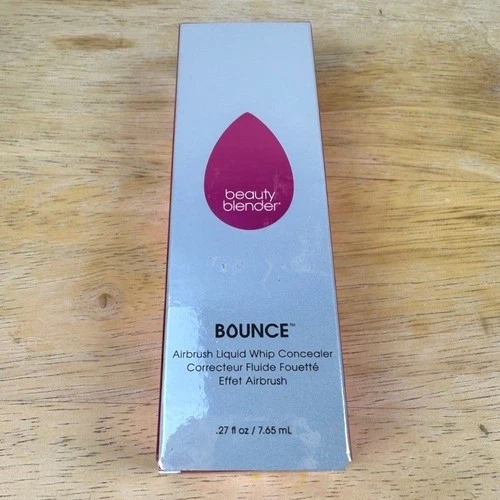 beauty
blender®
BOUNCE™
Airbrush Liquid Whip Concealer
Correcteur Fluide Fouetté
Effet Airbrush
.27 fl oz / 7.65 mL